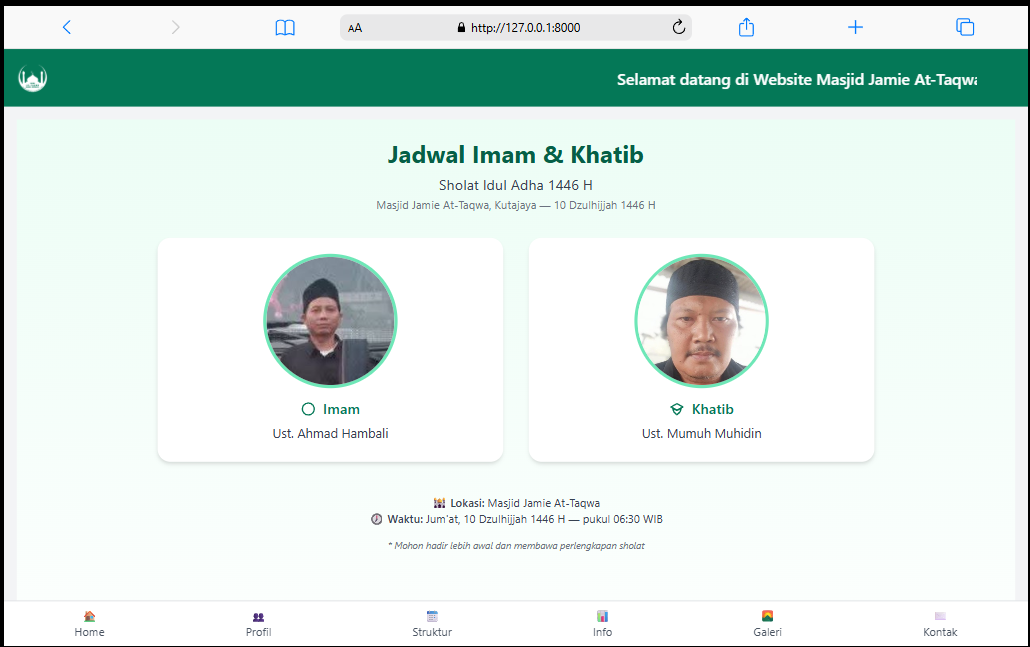 AA
http://127.0.0.1:8000
Selamat datang di Website Masjid Jamie At-Taqwa
Jadwal Imam & Khatib
Sholat Idul Adha 1446 H
Masjid Jamie At-Taqwa, Kutajaya — 10 Dzulhijjah 1446 H
Imam
Ust. Ahmad Hambali
Khatib
Ust. Mumuh Muhidin
Lokasi: Masjid Jamie At-Taqwa
Waktu: Jum'at, 10 Dzulhijjah 1446 H — pukul 06:30 WIB
* Mohon hadir lebih awal dan membawa perlengkapan sholat
Home
Profil
Struktur
Info
Galeri
Kontak